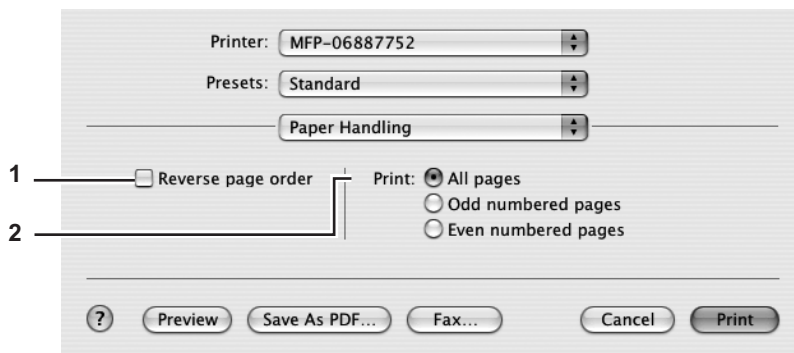 Printer: MFP-06887752
Presets: Standard
Paper Handling
1 Reverse page order Print: All pages
2 Odd numbered pages
Even numbered pages
? Preview Save As PDF... Fax... Cancel Print